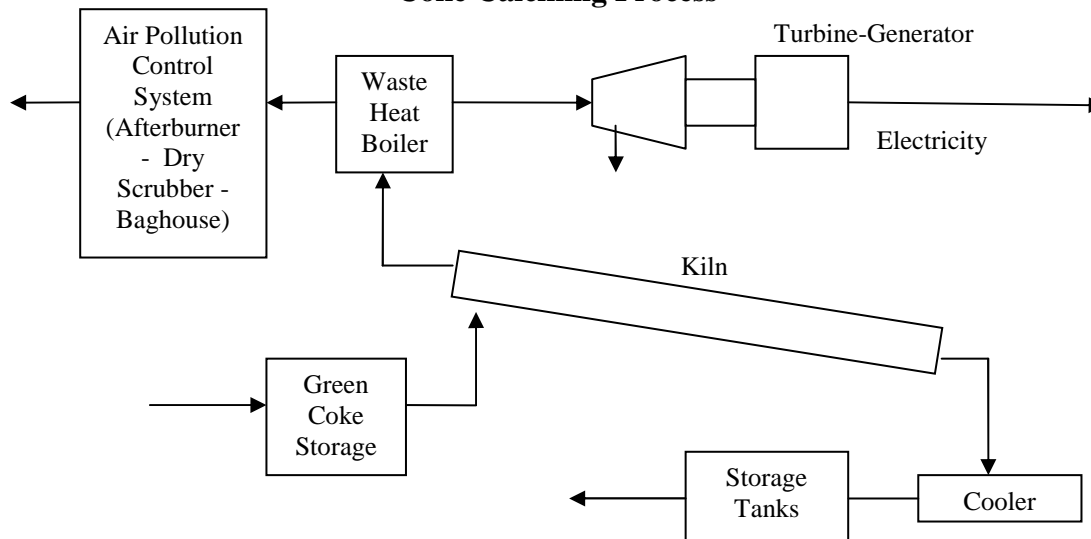 Coke Calcining Process
Air Pollution
Control
System
(Afterburner
- Dry
Scrubber -
Baghouse)
Waste
Heat
Boiler
Turbine-Generator
Electricity
Kiln
Green
Coke
Storage
Storage
Tanks
Cooler